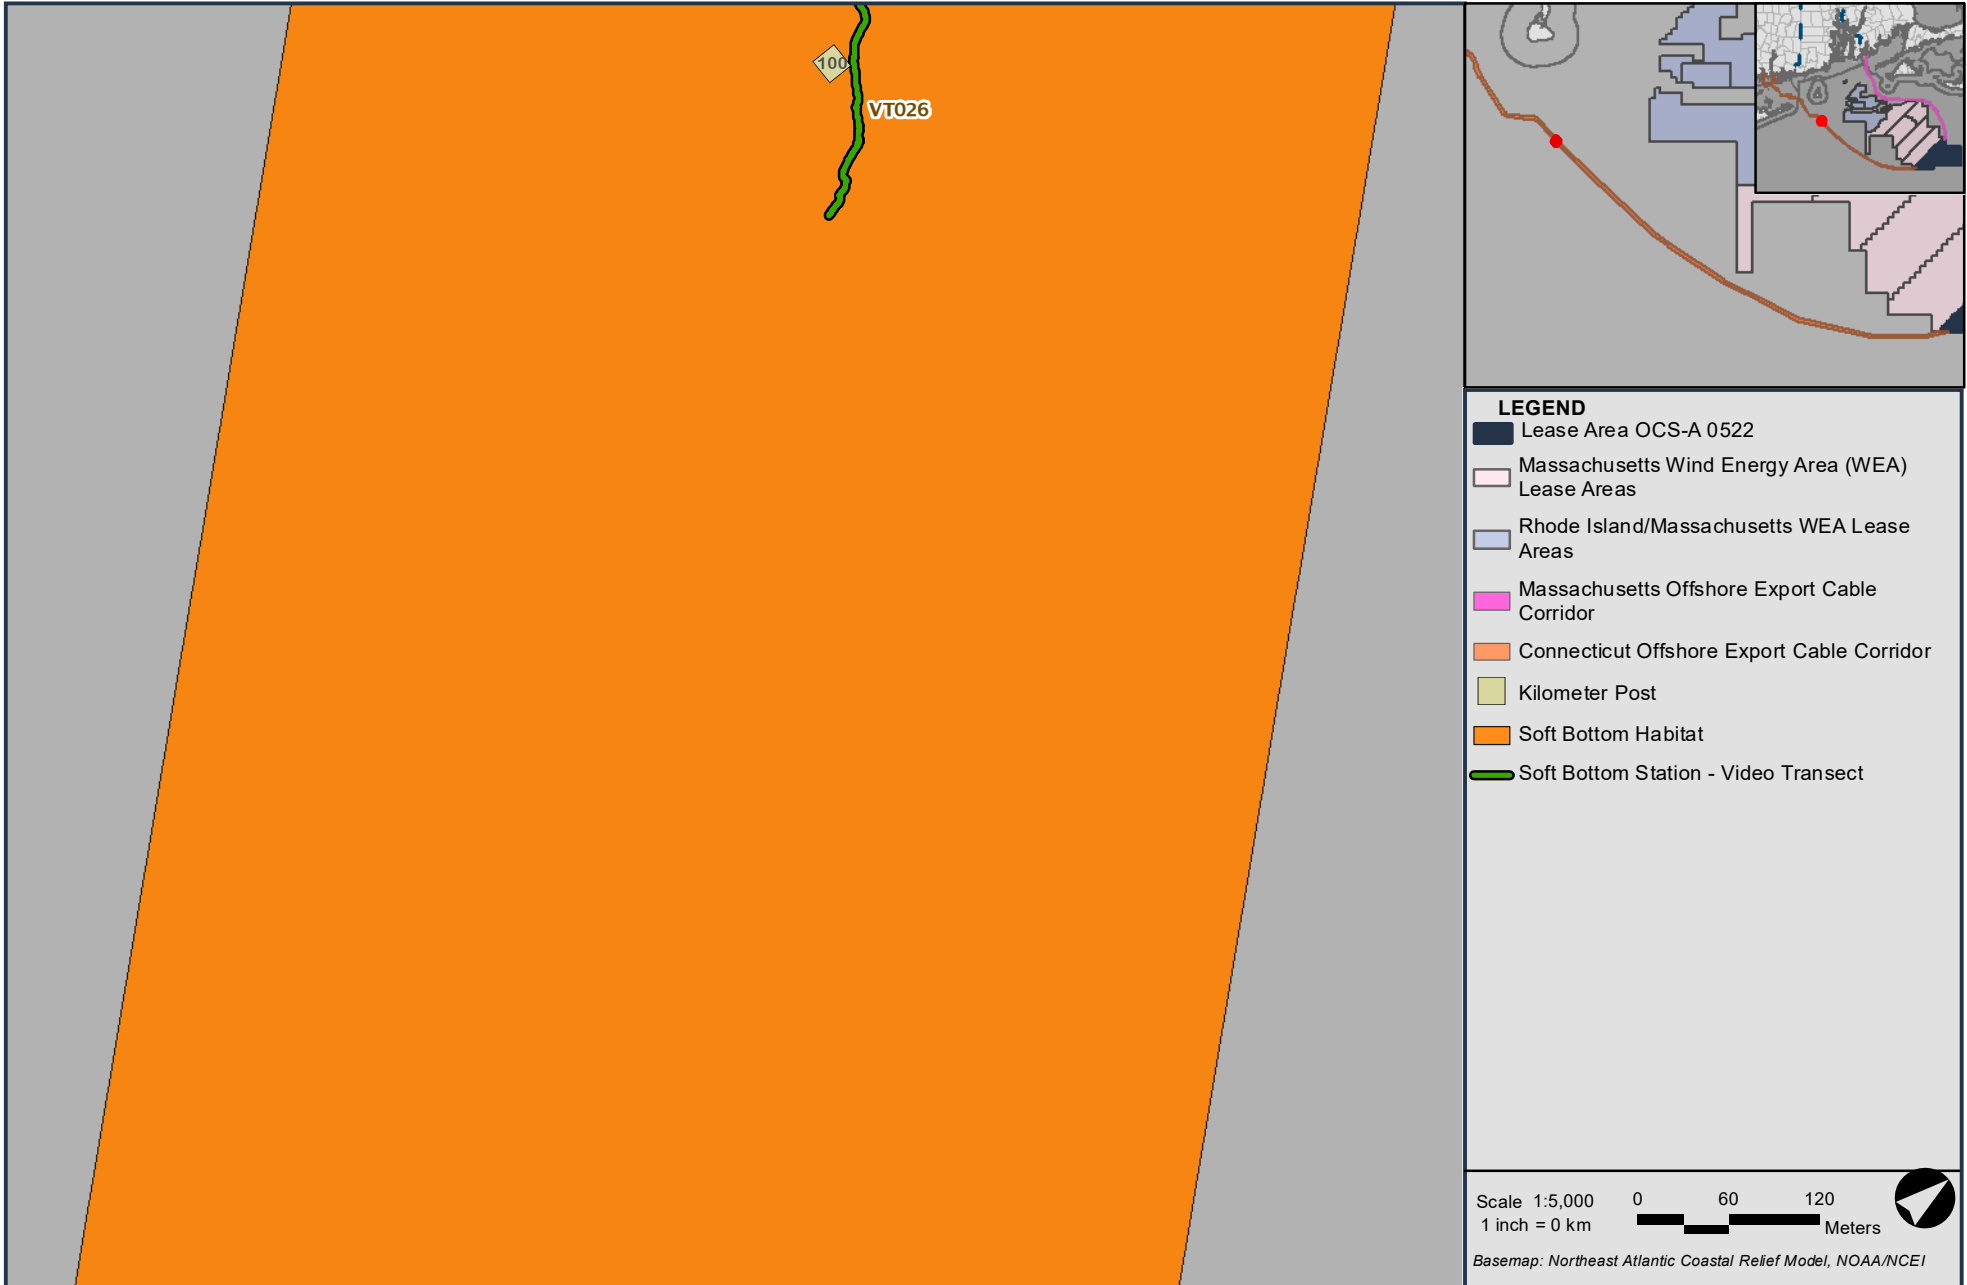 100
VT026
LEGEND
Lease Area OCS-A 0522
Massachusetts Wind Energy Area (WEA)
Lease Areas
Rhode Island/Massachusetts WEA Lease
Areas
Massachusetts Offshore Export Cable
Corridor
Connecticut Offshore Export Cable Corridor
Kilometer Post
Soft Bottom Habitat
Soft Bottom Station - Video Transect
Scale 1:5,000
1 inch = 0 km
0 60 120
Meters
Basemap: Northeast Atlantic Coastal Relief Model, NOAA/NCEI